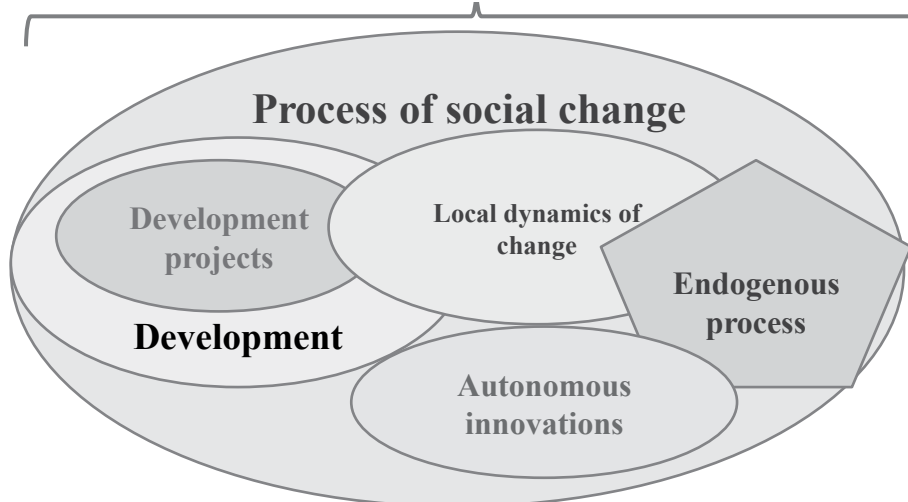 Process of social change
Development
projects
Local dynamics of
change
Endogenous
process
Development
Autonomous
innovations